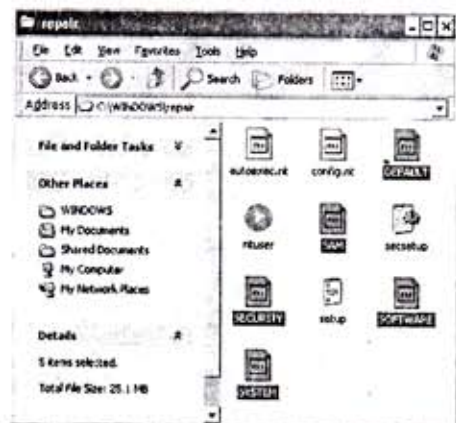 repair
File Edit View Favorites Tools Help
Back Search Folders
Address C:\WINDOWS\repair
File and Folder Tasks
Other Places
WINDOWS
My Documents
Shared Documents
My Computer
My Network Places
Details
5 items selected.
Total File Size: 25.1 MB
autoexec.nt config.nt DEFAULT
ntuser SAM secsetup
SECURITY setup SOFTWARE
SYSTEM